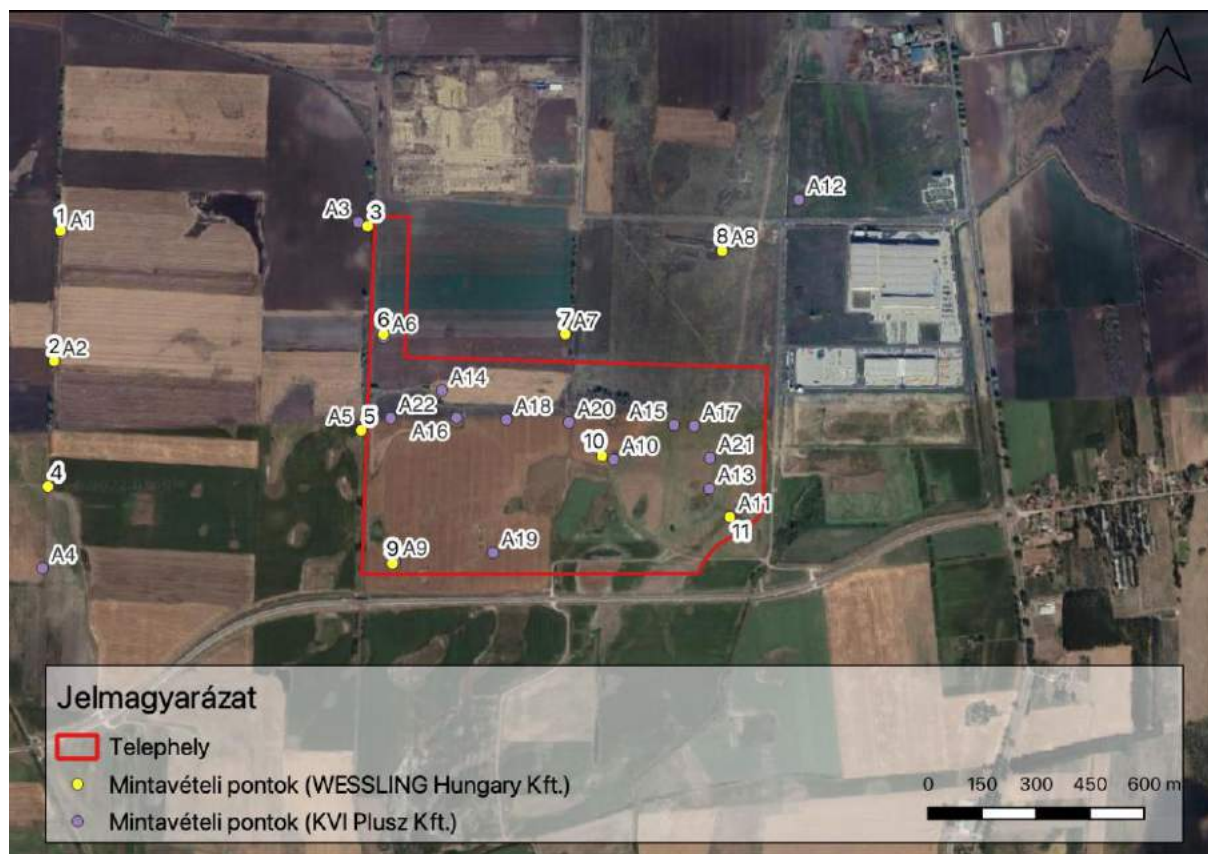 A12
A3
3
1 A1
8 A8
6 A6
7 A7
2 A2
A14
A22
A18
A20
A15
A17
A5 5
A16
10
A10
A21
4
A13
A11
11
A19
9 A9
A4
Jelmagyarázat
Telephely
Mintavételi pontok (WESSLING Hungary Kft.)
Mintavételi pontok (KVI Plusz Kft.)
0 150 300 450 600 m